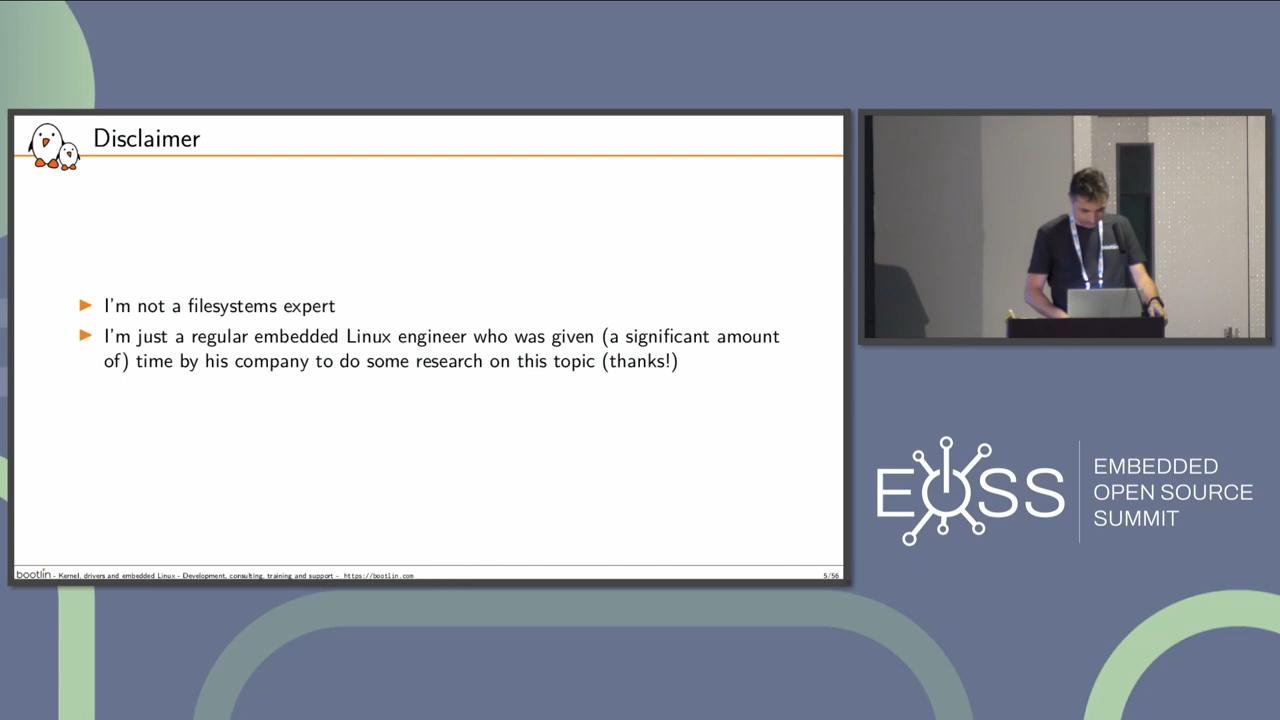 Disclaimer
I'm not a filesystems expert
I'm just a regular embedded Linux engineer who was given (a significant amount
of) time by his company to do some research on this topic (thanks!)
bootlin - Kernel, drivers and embedded Linux - Development, consulting, training and support - https://bootlin.com
5/56
EOSS
EMBEDDED
OPEN SOURCE
SUMMIT